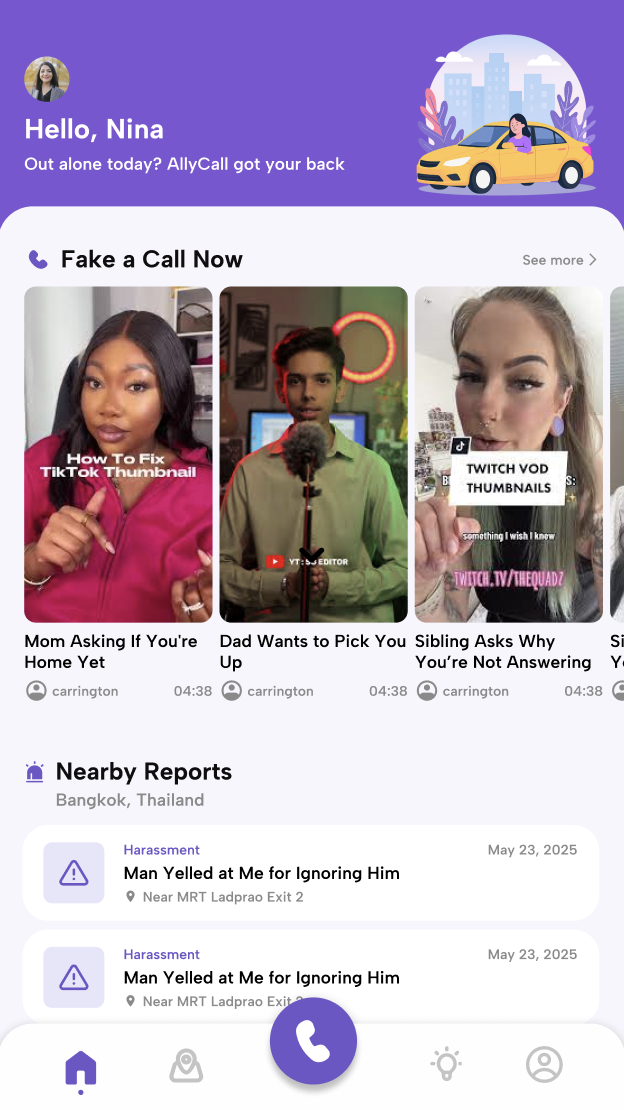 Hello, Nina
Out alone today? AllyCall got your back
Fake a Call Now
See more
How To Fix
TikTok Thumbnail
YT: SJ EDITOR
TWITCH VOD
THUMBNAILS
something I wish I knew
TWITCH.TV/THEQUAD7
Mom Asking If You're
Home Yet
carrington
04:38
Dad Wants to Pick You
Up
carrington
04:38
Sibling Asks Why
You’re Not Answering
carrington
04:38
Nearby Reports
Bangkok, Thailand
Harassment
May 23, 2025
Man Yelled at Me for Ignoring Him
Near MRT Ladprao Exit 2
Harassment
May 23, 2025
Man Yelled at Me for Ignoring Him
Near MRT Ladprao Exit